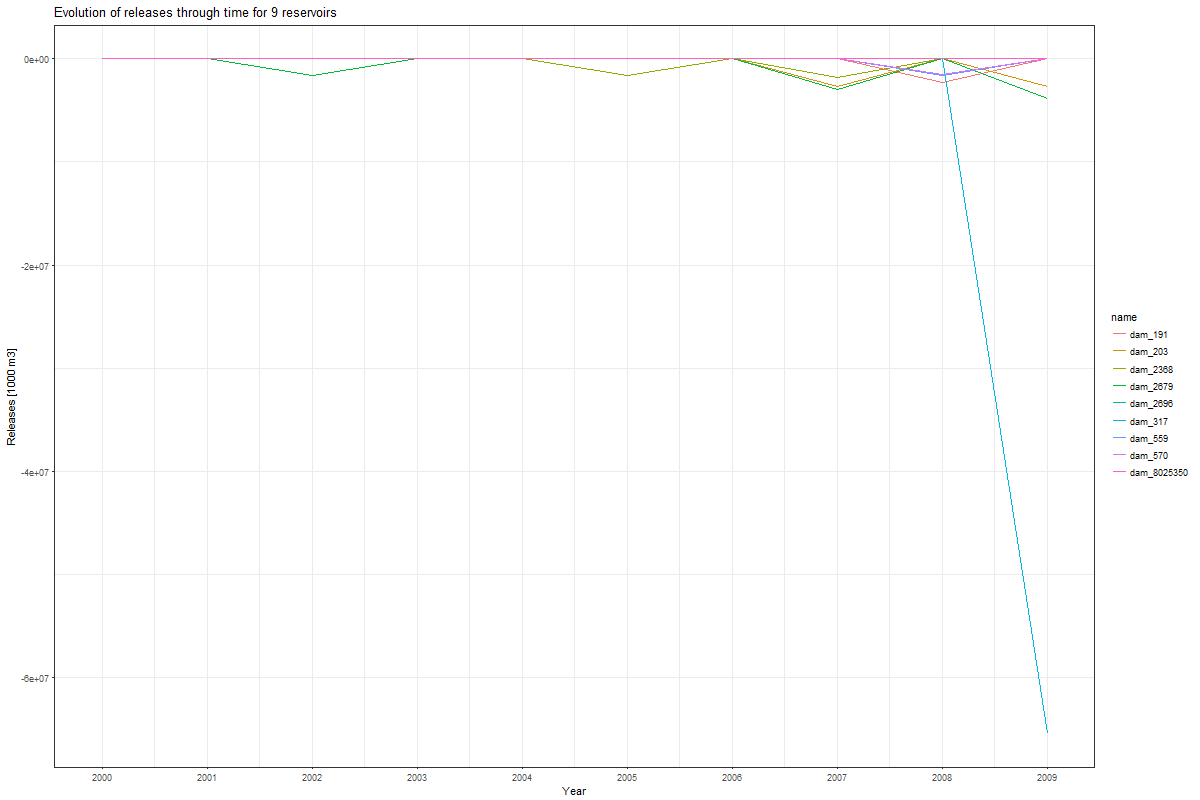 Evolution of releases through time for 9 reservoirs
0e+00
-2e+07
-4e+07
-6e+07
Releases [1000 m3]
2000 2001 2002 2003 2004 2005 2006 2007 2008 2009
Year
name
dam_191
dam_203
dam_2368
dam_2679
dam_2696
dam_317
dam_559
dam_570
dam_8025350